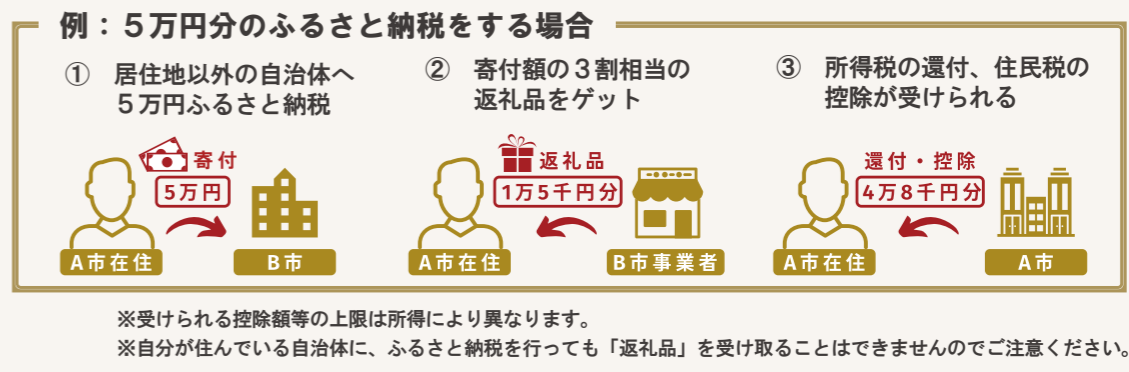 例：５万円分のふるさと納税をする場合
① 居住地以外の自治体へ
５万円ふるさと納税
寄付
5万円
A市在住
B市
② 寄付額の３割相当の
返礼品をゲット
返礼品
1万5千円分
A市在住
B市事業者
③ 所得税の還付、住民税の
控除が受けられる
還付・控除
4万8千円分
A市在住
A市
※受けられる控除額等の上限は所得により異なります。
※自分が住んでいる自治体に、ふるさと納税を行っても「返礼品」を受け取ることはできませんのでご注意ください。